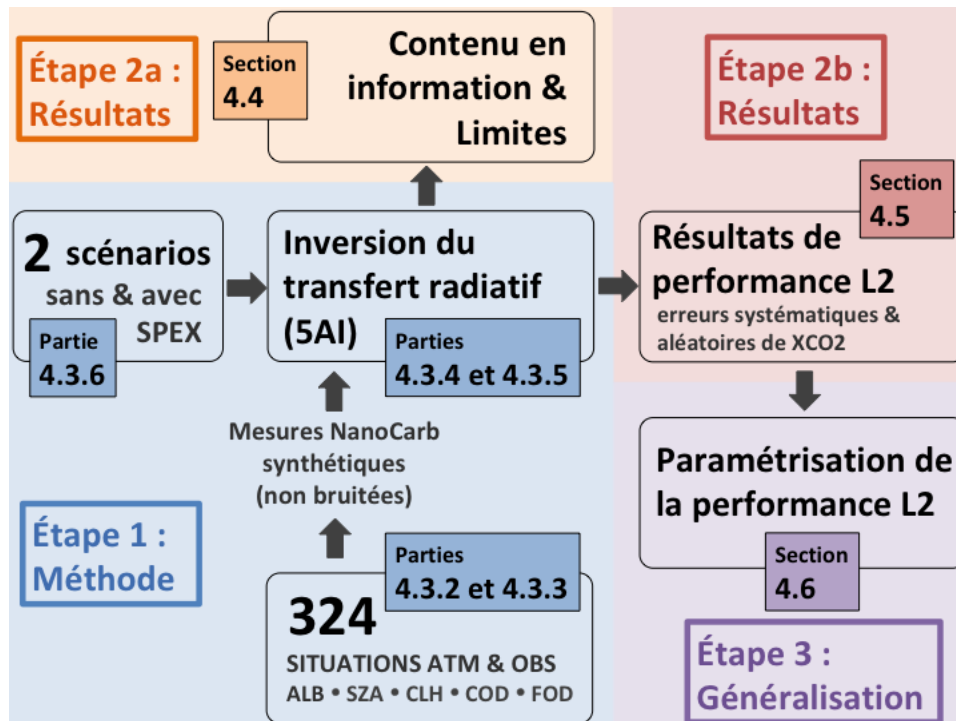 Étape 2a :
Résultats
Section
4.4
Contenu en
information &
Limites
Étape 2b :
Résultats
2 scénarios
sans & avec
SPEX
Partie
4.3.6
Inversion du
transfert radiatif
(5AI)
Parties
4.3.4 et 4.3.5
Section
4.5
Résultats de
performance L2
erreurs systématiques &
aléatoires de XCO2
Mesures NanoCarb
synthétiques
(non bruitées)
Paramétrisation de
la performance L2
Section
4.6
Étape 1 :
Méthode
Parties
4.3.2 et 4.3.3
324
SITUATIONS ATM & OBS
ALB • SZA • CLH • COD • FOD
Étape 3 :
Généralisation